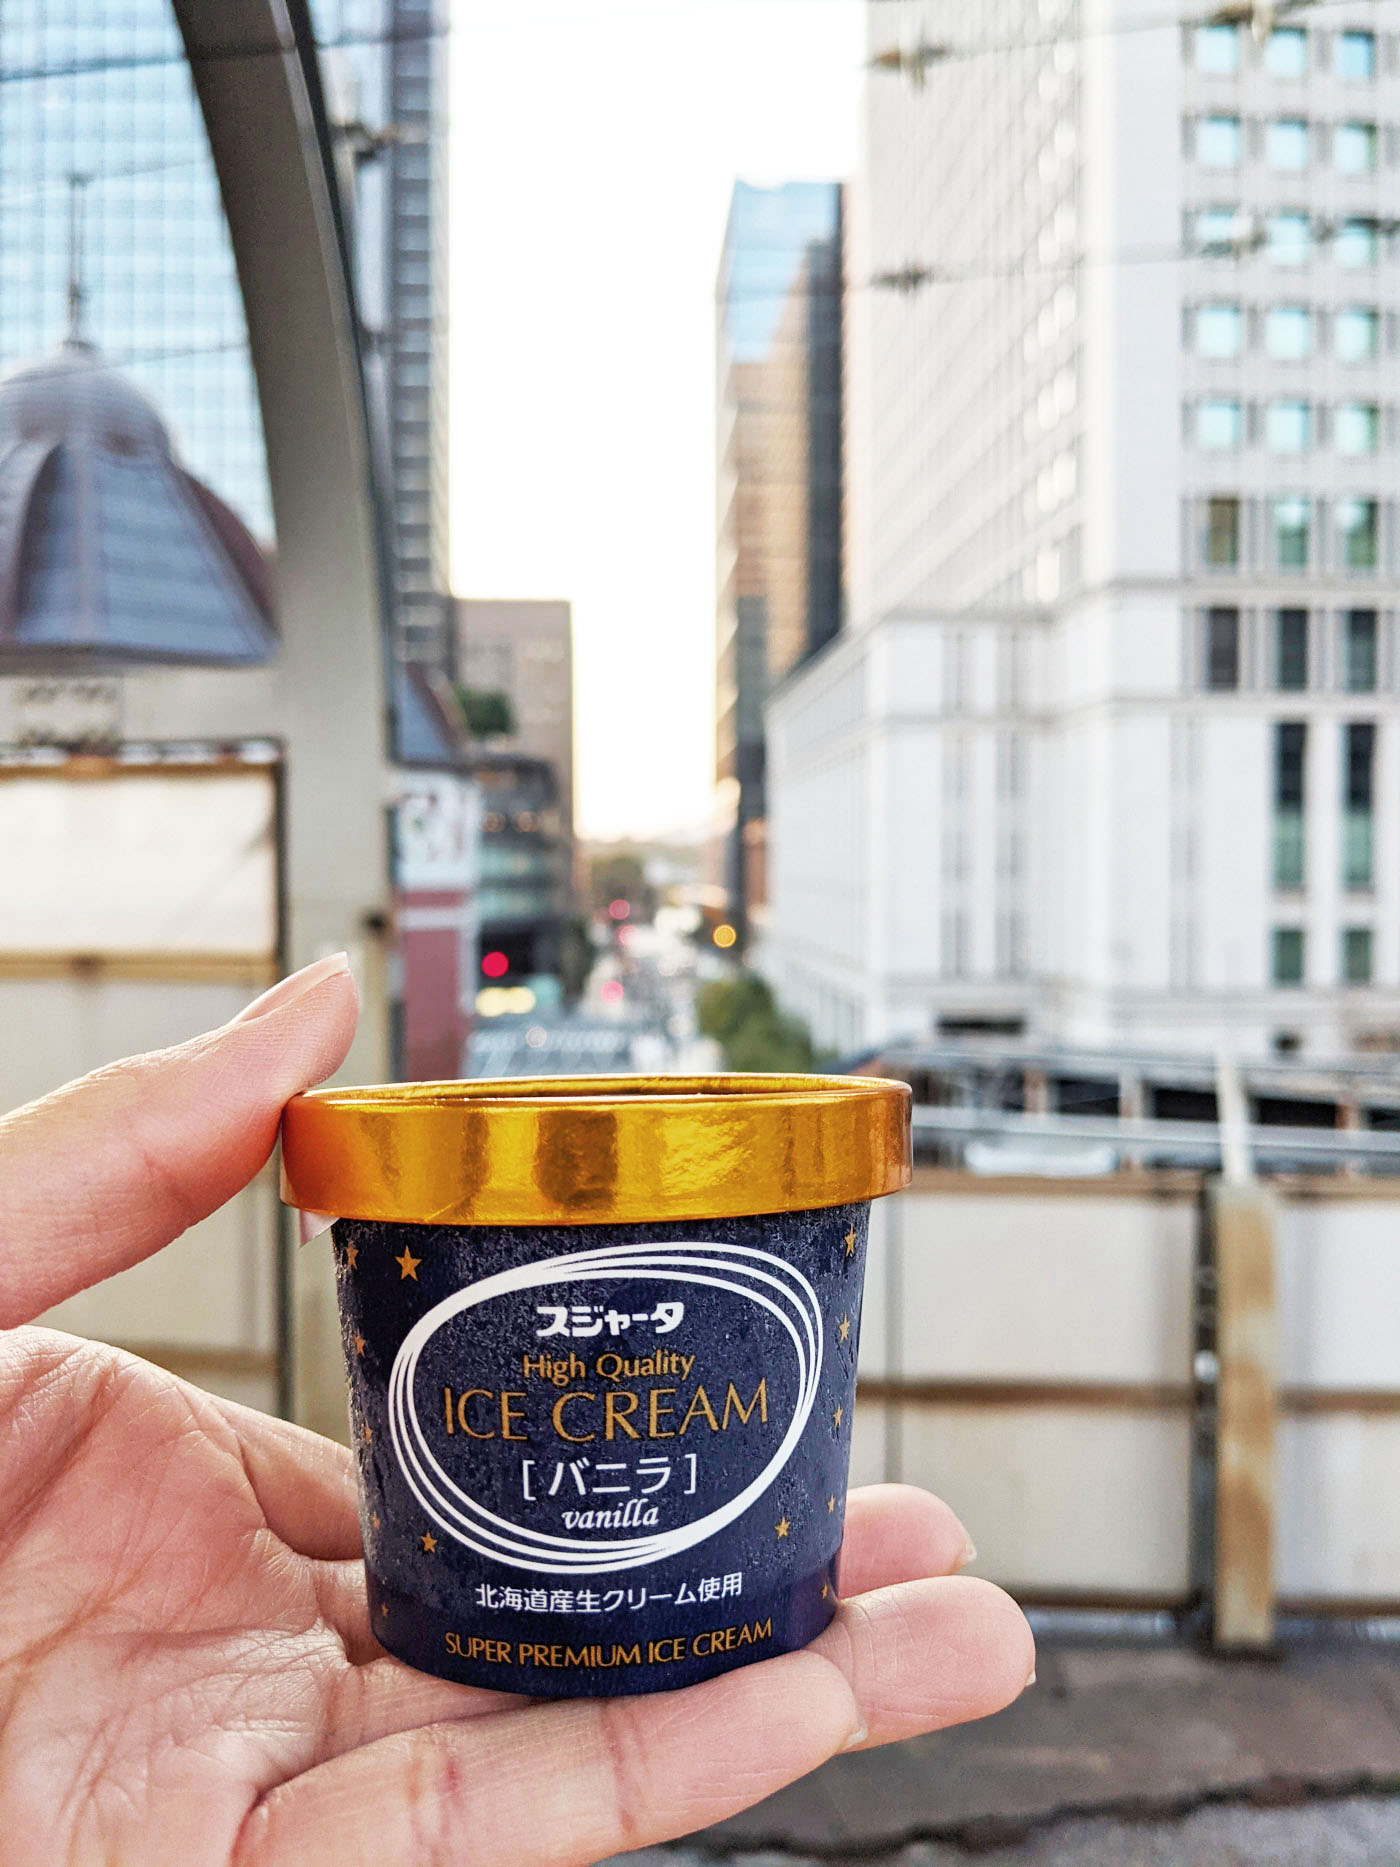 スジャータ
High Quality
ICE CREAM
[バニラ]
vanilla
北海道産生クリーム使用
SUPER PREMIUM ICE CREAM